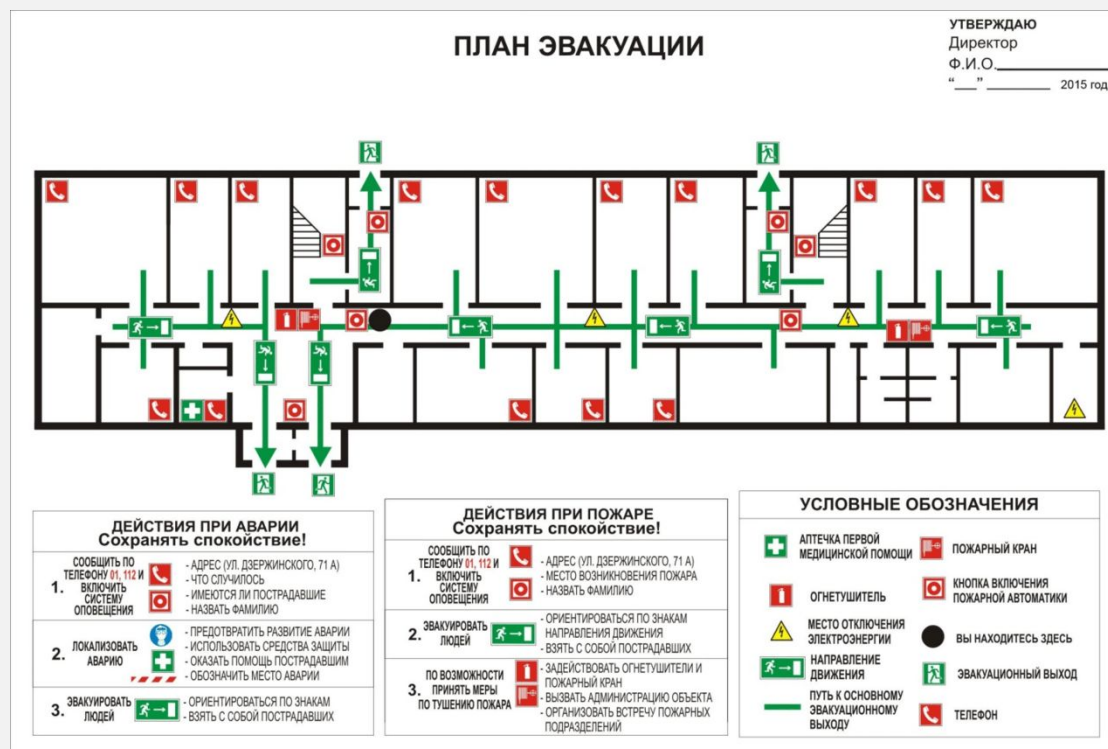 ПЛАН ЭВАКУАЦИИ
УТВЕРЖДАЮ
Директор
Ф.И.О.__________
“___” ________ 2015 год
ДЕЙСТВИЯ ПРИ АВАРИИ
Сохранять спокойствие!
1.
СООБЩИТЬ ПО
ТЕЛЕФОНУ 01, 112 И
ВКЛЮЧИТЬ
СИСТЕМУ
ОПОВЕЩЕНИЯ
- АДРЕС (УЛ. ДЗЕРЖИНСКОГО, 71 А)
- ЧТО СЛУЧИЛОСЬ
- ИМЕЮТСЯ ЛИ ПОСТРАДАВШИЕ
- НАЗВАТЬ ФАМИЛИЮ
2.
ЛОКАЛИЗОВАТЬ
АВАРИЮ
- ПРЕДОТВРАТИТЬ РАЗВИТИЕ АВАРИИ
- ИСПОЛЬЗОВАТЬ СРЕДСТВА ЗАЩИТЫ
- ОКАЗАТЬ ПОМОЩЬ ПОСТРАДАВШИМ
- ОБОЗНАЧИТЬ МЕСТО АВАРИИ
3.
ЭВАКУИРОВАТЬ
ЛЮДЕЙ
- ОРИЕНТИРОВАТЬСЯ ПО ЗНАКАМ
- ВЗЯТЬ С СОБОЙ ПОСТРАДАВШИХ
ДЕЙСТВИЯ ПРИ ПОЖАРЕ
Сохранять спокойствие!
1.
СООБЩИТЬ ПО
ТЕЛЕФОНУ 01, 112 И
ВКЛЮЧИТЬ
СИСТЕМУ
ОПОВЕЩЕНИЯ
- АДРЕС (УЛ. ДЗЕРЖИНСКОГО, 71 А)
- МЕСТО ВОЗНИКНОВЕНИЯ ПОЖАРА
- НАЗВАТЬ ФАМИЛИЮ
2.
ЭВАКУИРОВАТЬ
ЛЮДЕЙ
- ОРИЕНТИРОВАТЬСЯ ПО ЗНАКАМ
НАПРАВЛЕНИЯ ДВИЖЕНИЯ
- ВЗЯТЬ С СОБОЙ ПОСТРАДАВШИХ
3.
ПО ВОЗМОЖНОСТИ
ПРИНЯТЬ МЕРЫ
ПО ТУШЕНИЮ ПОЖАРА
- ЗАДЕЙСТВОВАТЬ ОГНЕТУШИТЕЛИ И
ПОЖАРНЫЙ КРАН
- ВЫЗВАТЬ АДМИНИСТРАЦИЮ ОБЪЕКТА
- ОРГАНИЗОВАТЬ ВСТРЕЧУ ПОЖАРНЫХ
ПОДРАЗДЕЛЕНИЙ
УСЛОВНЫЕ ОБОЗНАЧЕНИЯ
АПТЕЧКА ПЕРВОЙ
МЕДИЦИНСКОЙ ПОМОЩИ
ПОЖАРНЫЙ КРАН
ОГНЕТУШИТЕЛЬ
КНОПКА ВКЛЮЧЕНИЯ
ПОЖАРНОЙ АВТОМАТИКИ
МЕСТО ОТКЛЮЧЕНИЯ
ЭЛЕКТРОЭНЕРГИИ
ВЫ НАХОДИТЕСЬ ЗДЕСЬ
НАПРАВЛЕНИЕ
ДВИЖЕНИЯ
ЭВАКУАЦИОННЫЙ ВЫХОД
ПУТЬ К ОСНОВНОМУ
ЭВАКУАЦИОННОМУ
ВЫХОДУ
ТЕЛЕФОН